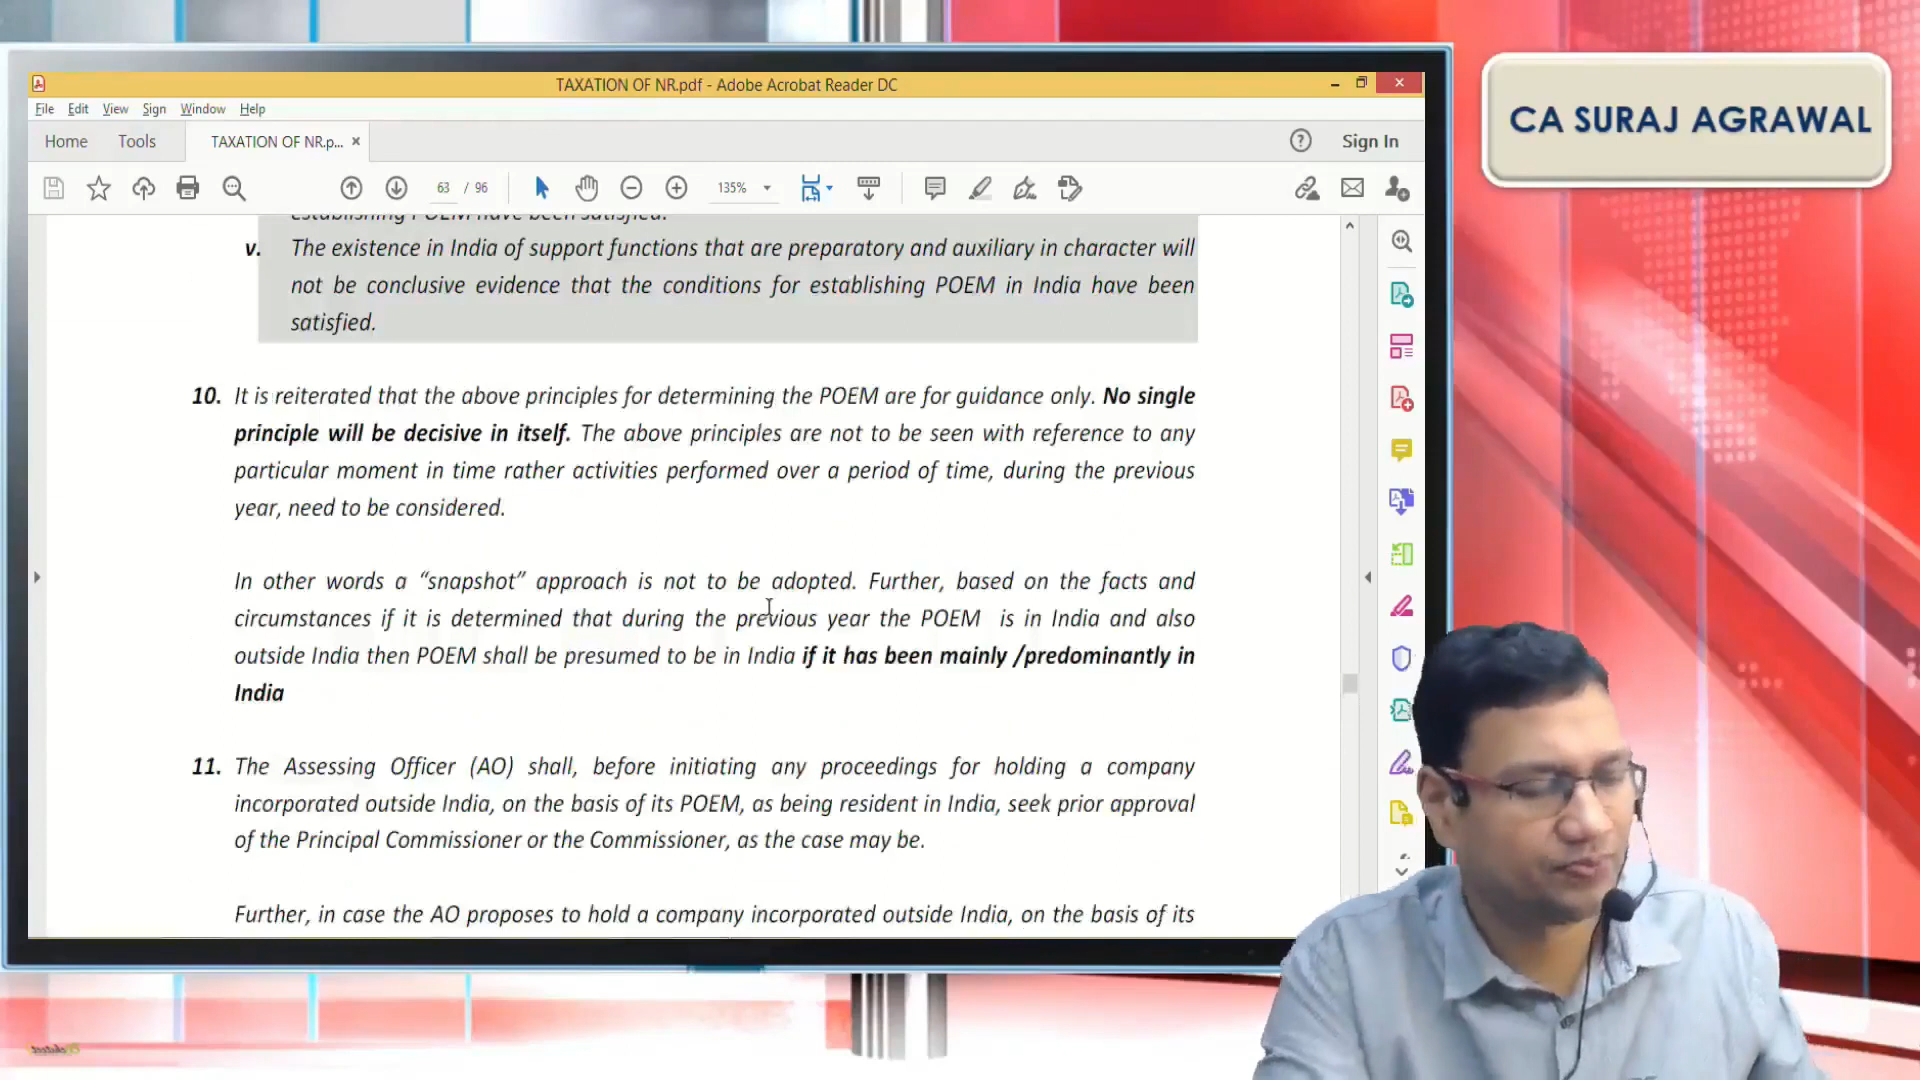 CA SURAJ AGRAWAL
TAXATION OF NR.pdf - Adobe Acrobat Reader DC
File Edit View Sign Window Help
Home Tools TAXATION OF NR.p... × Sign In
63 / 96 135%
establishing POEM have been satisfied.
v. The existence in India of support functions that are preparatory and auxiliary in character will
not be conclusive evidence that the conditions for establishing POEM in India have been
satisfied.
10. It is reiterated that the above principles for determining the POEM are for guidance only. No single
principle will be decisive in itself. The above principles are not to be seen with reference to any
particular moment in time rather activities performed over a period of time, during the previous
year, need to be considered.
In other words a “snapshot” approach is not to be adopted. Further, based on the facts and
circumstances if it is determined that during the previous year the POEM is in India and also
outside India then POEM shall be presumed to be in India if it has been mainly /predominantly in
India
11. The Assessing Officer (AO) shall, before initiating any proceedings for holding a company
incorporated outside India, on the basis of its POEM, as being resident in India, seek prior approval
of the Principal Commissioner or the Commissioner, as the case may be.
Further, in case the AO proposes to hold a company incorporated outside India, on the basis of its